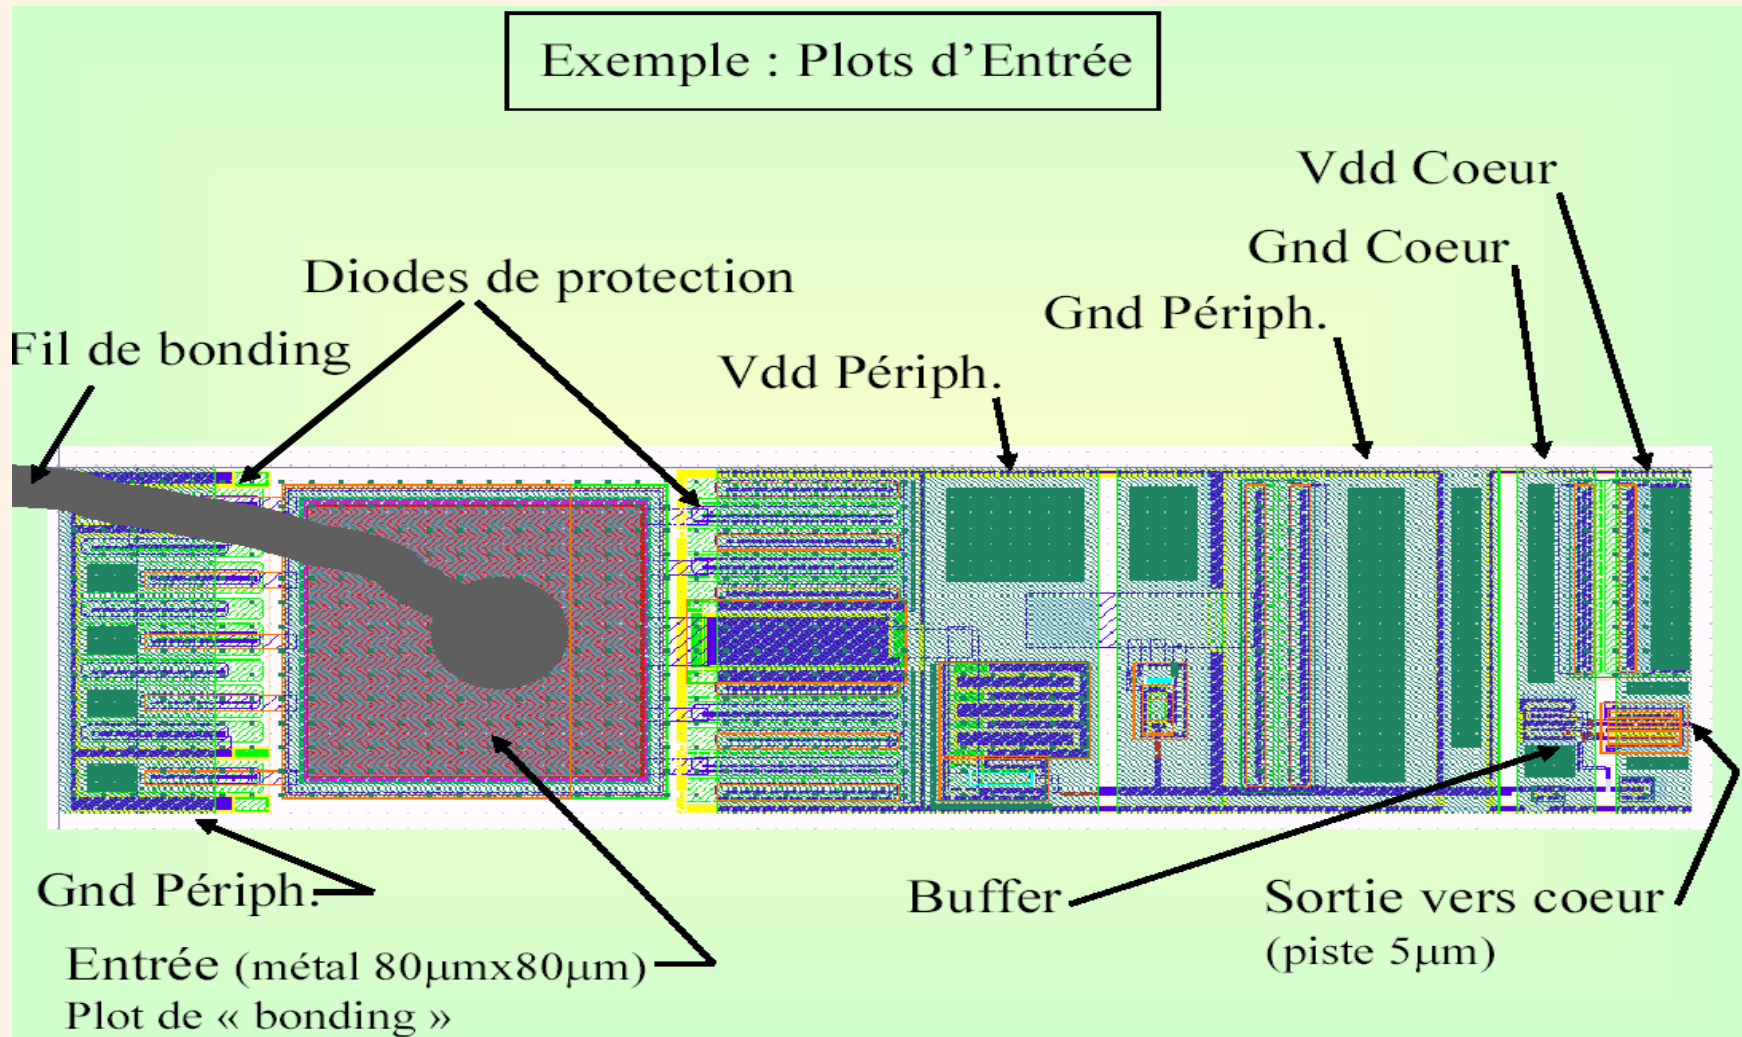 Exemple : Plots d’Entrée
Vdd Coeur
Gnd Coeur
Diodes de protection
Gnd Périph.
Fil de bonding
Vdd Périph.
Gnd Périph.
Buffer
Sortie vers coeur
(piste 5μm)
Entrée (métal 80μmx80μm)
Plot de « bonding »